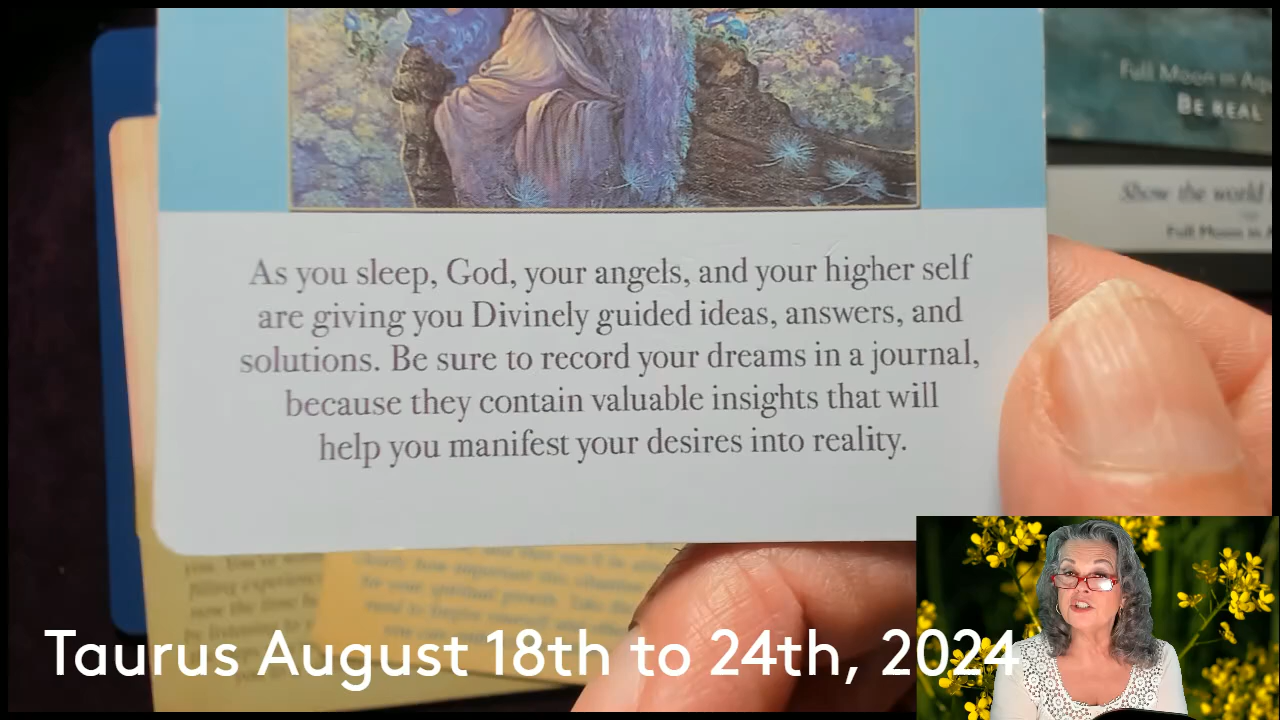 Full Moon in
BE REAL
Show the world
Full Moon in
As you sleep, God, your angels, and your higher self
are giving you Divinely guided ideas, answers, and
solutions. Be sure to record your dreams in a journal,
because they contain valuable insights that will
help you manifest your desires into reality.
Taurus August 18th to 24th, 2024